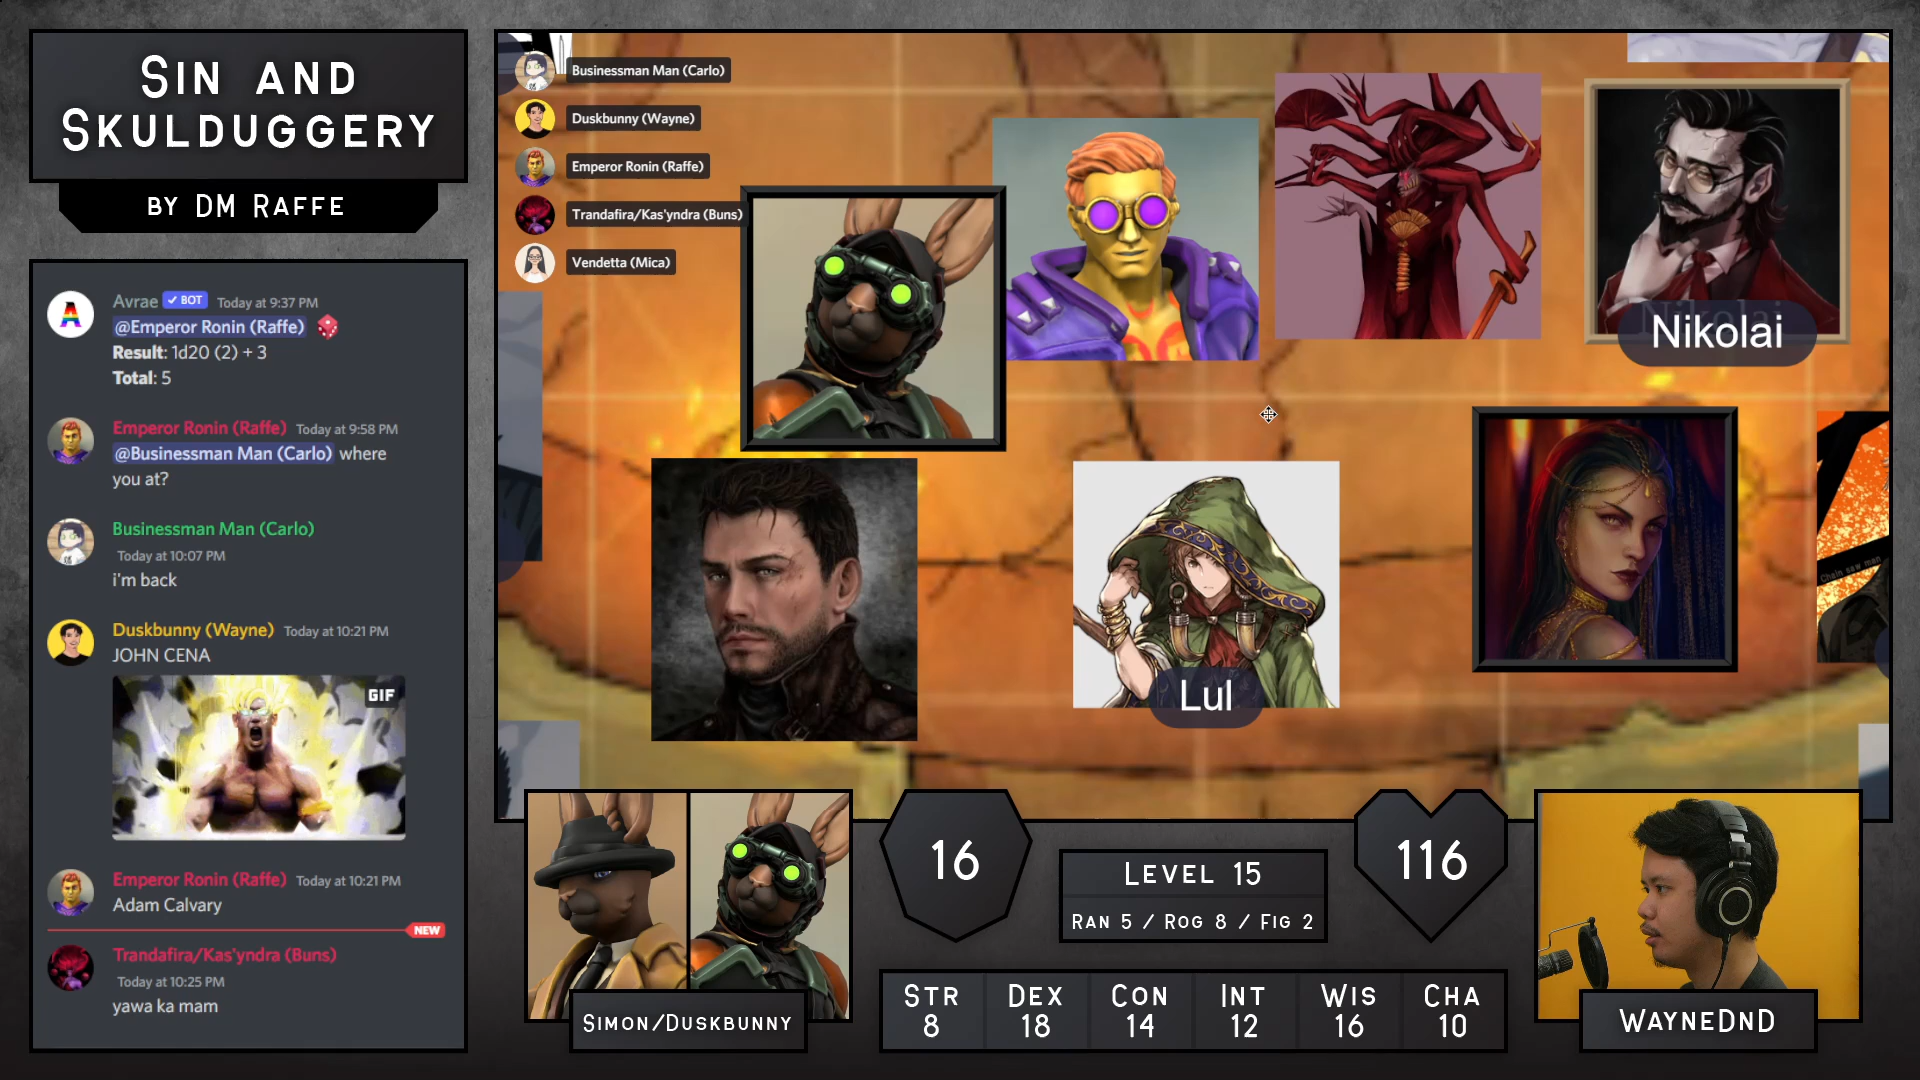 Sin and
Skulduggery
by DM Raffe
Avrae ✓ BOT Today at 9:37 PM
@Emperor Ronin (Raffe)
Result: 1d20 (2) + 3
Total: 5
Emperor Ronin (Raffe) Today at 9:58 PM
@Businessman Man (Carlo) where
you at?
Businessman Man (Carlo)
Today at 10:07 PM
i'm back
Duskbunny (Wayne) Today at 10:21 PM
JOHN CENA
GIF
Emperor Ronin (Raffe) Today at 10:21 PM
Adam Calvary
NEW
Trandafira/Kas'yndra (Buns)
Today at 10:25 PM
yawa ka mam
Businessman Man (Carlo)
Duskbunny (Wayne)
Emperor Ronin (Raffe)
Trandafira/Kas'yndra (Buns)
Vendetta (Mica)
Nikolai
Lul
Chain saw man
Simon/Duskbunny
16
Level 15
Ran 5 / Rog 8 / Fig 2
116
Str Dex Con Int Wis Cha
8 18 14 12 16 10
WayneDnD